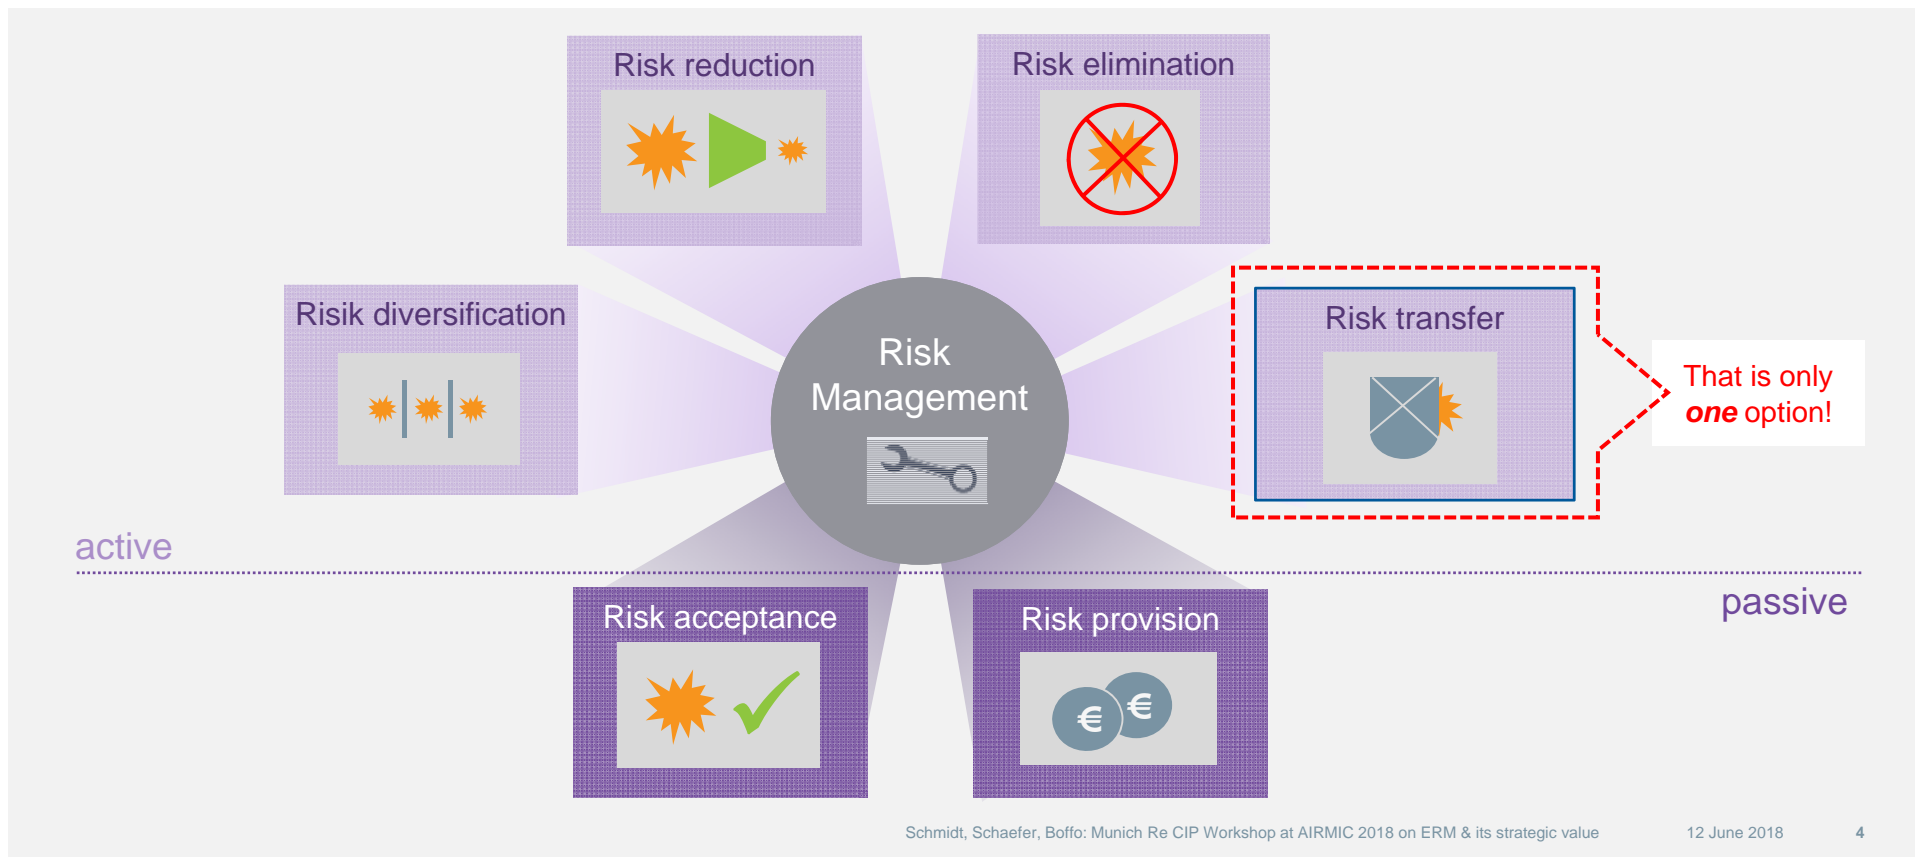 Risk reduction
Risk elimination
Risik diversification
Risk transfer
Risk
Management
That is only
one option!
active
passive
Risk acceptance
Risk provision
€
€
Schmidt, Schaefer, Boffo: Munich Re CIP Workshop at AIRMIC 2018 on ERM & its strategic value
12 June 2018
4